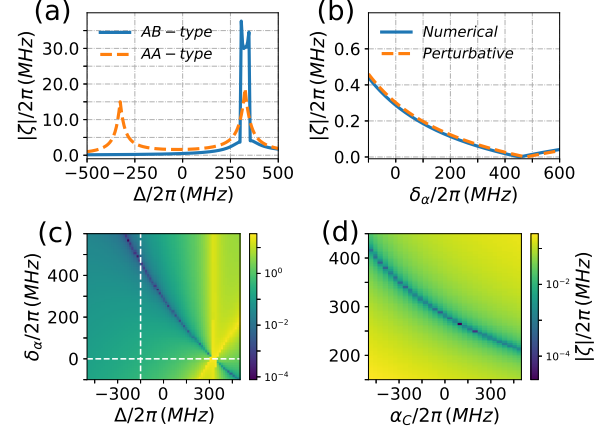 (a)
|ζ|/2π (MHz)
30.0
20.0
10.0
0.0
AB − type
AA − type
−500
−250
0
250
500
Δ/2π (MHz)
(b)
|ζ|/2π (MHz)
0.6
0.4
0.2
0.0
Numerical
Perturbative
0
200
400
600
δα/2π (MHz)
(c)
δα/2π (MHz)
400
200
0
−300
0
300
Δ/2π (MHz)
10⁰
10⁻²
10⁻⁴
(d)
400
300
200
−300
0
300
αC/2π (MHz)
10⁻²
10⁻⁴
|ζ|/2π (MHz)